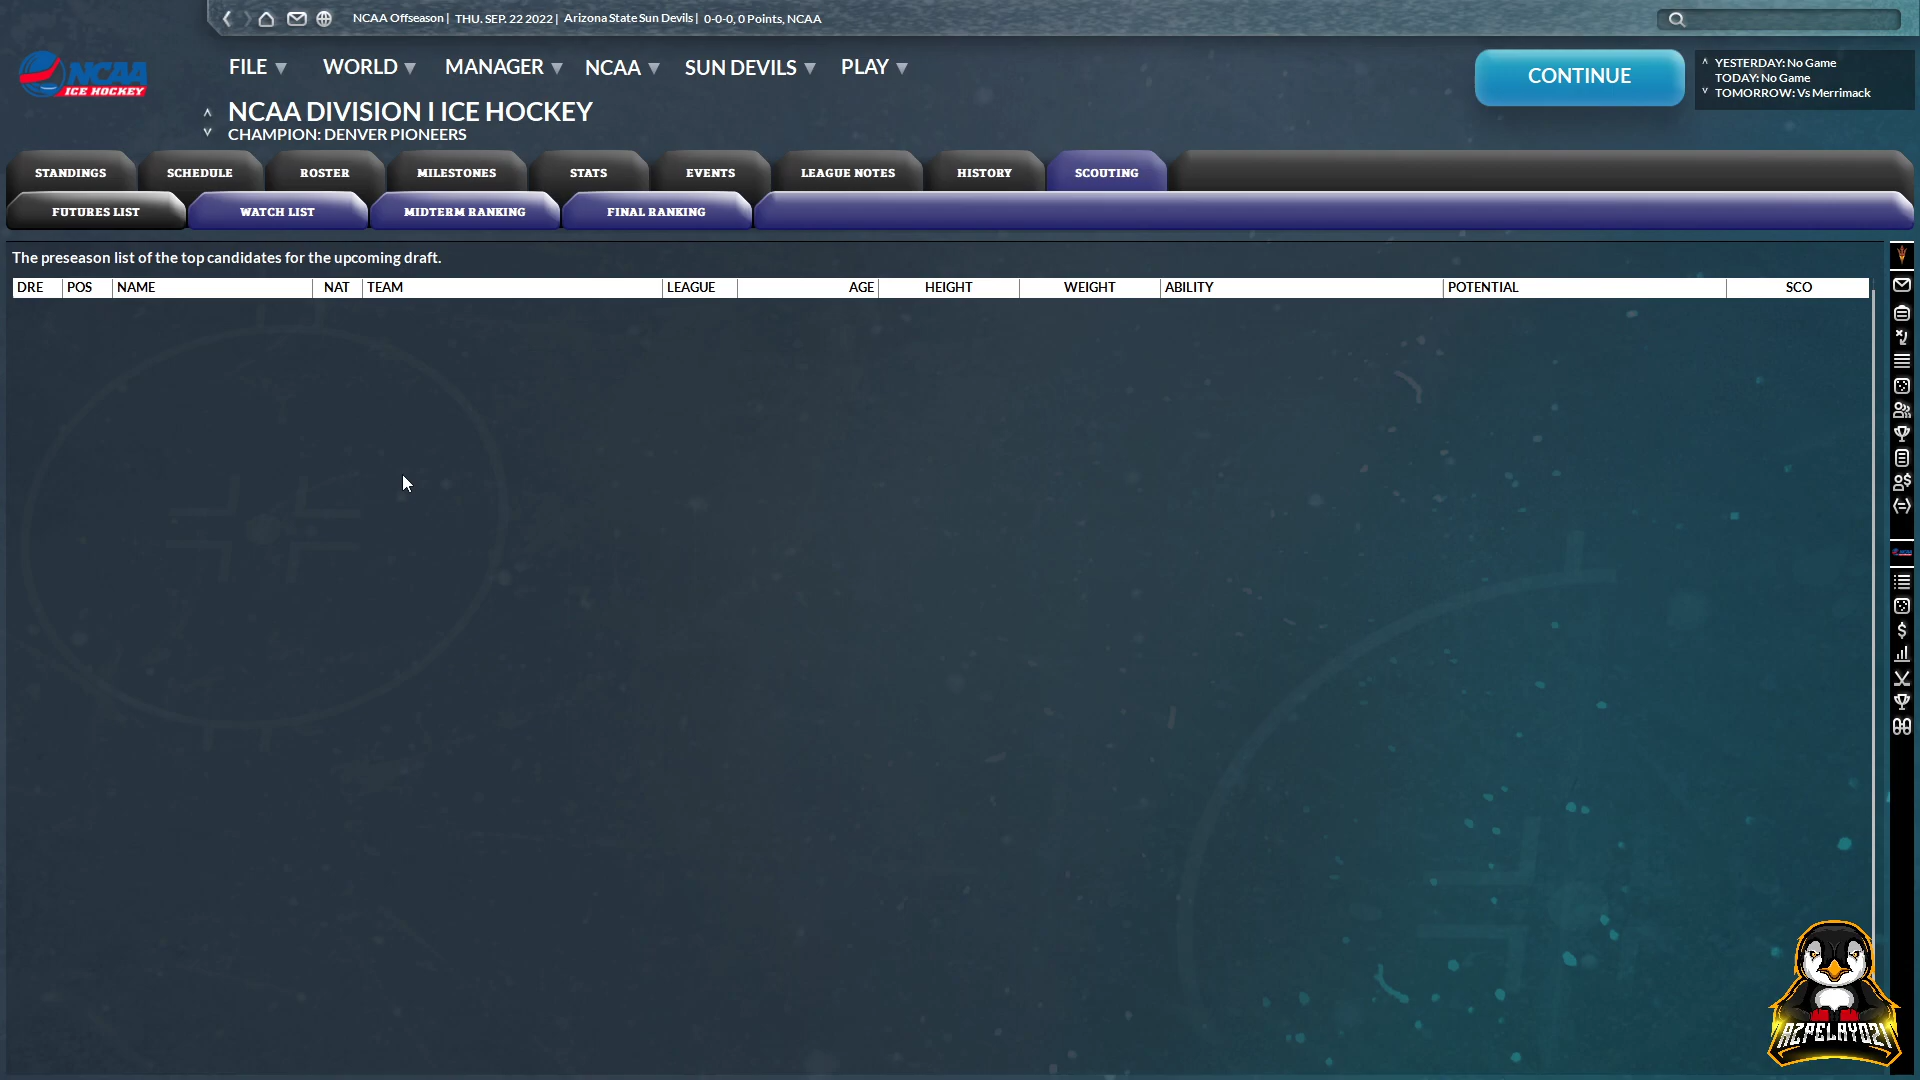 NCAA Offseason | THU. SEP. 22 2022 | Arizona State Sun Devils | 0-0-0, 0 Points, NCAA
NCAA
ICE HOCKEY
FILE WORLD MANAGER NCAA SUN DEVILS PLAY
CONTINUE
YESTERDAY: No Game
TODAY: No Game
TOMORROW: Vs Merrimack
NCAA DIVISION I ICE HOCKEY
CHAMPION: DENVER PIONEERS
STANDINGS SCHEDULE ROSTER MILESTONES STATS EVENTS LEAGUE NOTES HISTORY SCOUTING
FUTURES LIST WATCH LIST MIDTERM RANKING FINAL RANKING
The preseason list of the top candidates for the upcoming draft.
DRE POS NAME NAT TEAM LEAGUE AGE HEIGHT WEIGHT ABILITY POTENTIAL SCO
AZPELAYO21